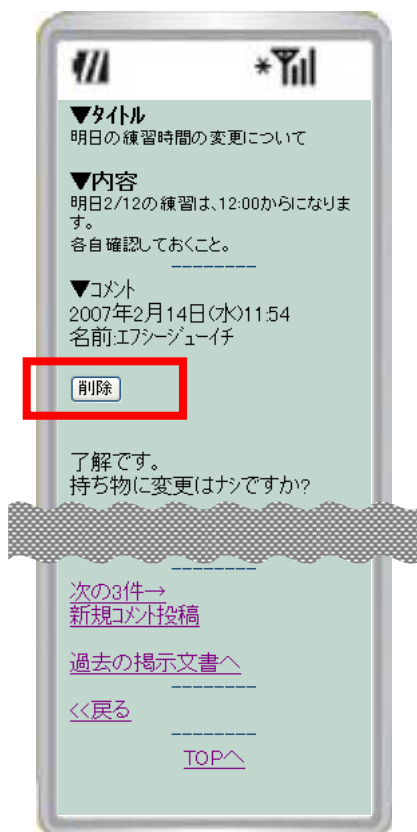 ▼タイトル
明日の練習時間の変更について
▼内容
明日2/12の練習は、12:00からになりま
す。
各自確認しておくこと。
--------
▼コメント
2007年2月14日(水)11:54
名前:エフシージューイチ
削除
了解です。
持ち物に変更はナシですか?
--------
次の3件→
新規コメント投稿
過去の掲示文書へ
--------
<<戻る
--------
TOPへ